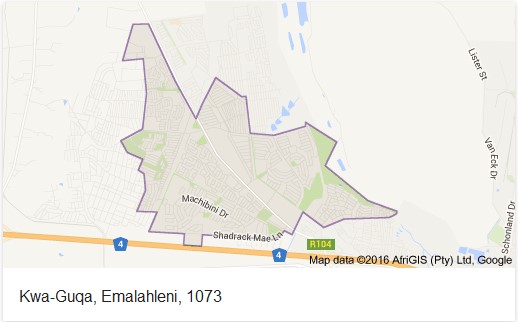 Lister St
Van Eck Dr
Schonland Dr
Machibini Dr
Shadrack-Mae Ln
R104
4
4
Map data ©2016 AfriGIS (Pty) Ltd, Google
Kwa-Guqa, Emalahleni, 1073